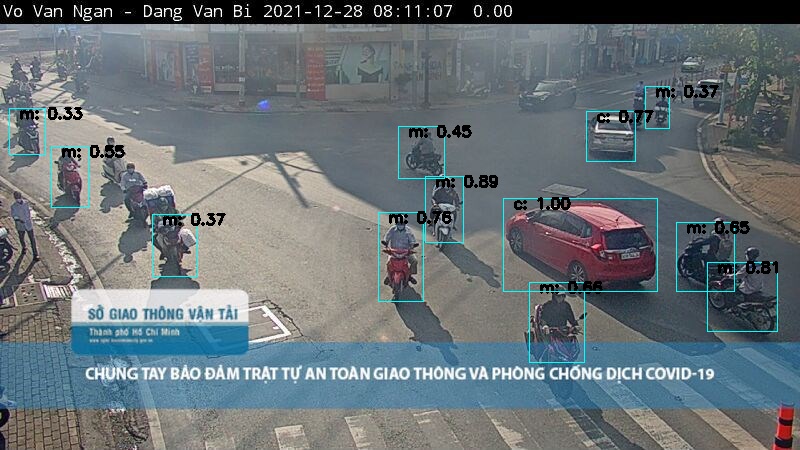 Vo Van Ngan - Dang Van Bi 2021-12-28 08:11:07 0.00
m: 0.37
m: 0.33
c: 0.77
m: 0.45
m: 0.55
m: 0.89
c: 1.00
m: 0.37
m: 0.76
m: 0.65
m: 0.81
m: 0.66
SỞ GIAO THÔNG VẬN TẢI
Thành phố Hồ Chí Minh
CHUNG TAY BẢO ĐẢM TRẬT TỰ AN TOÀN GIAO THÔNG VÀ PHÒNG CHỐNG DỊCH COVID-19